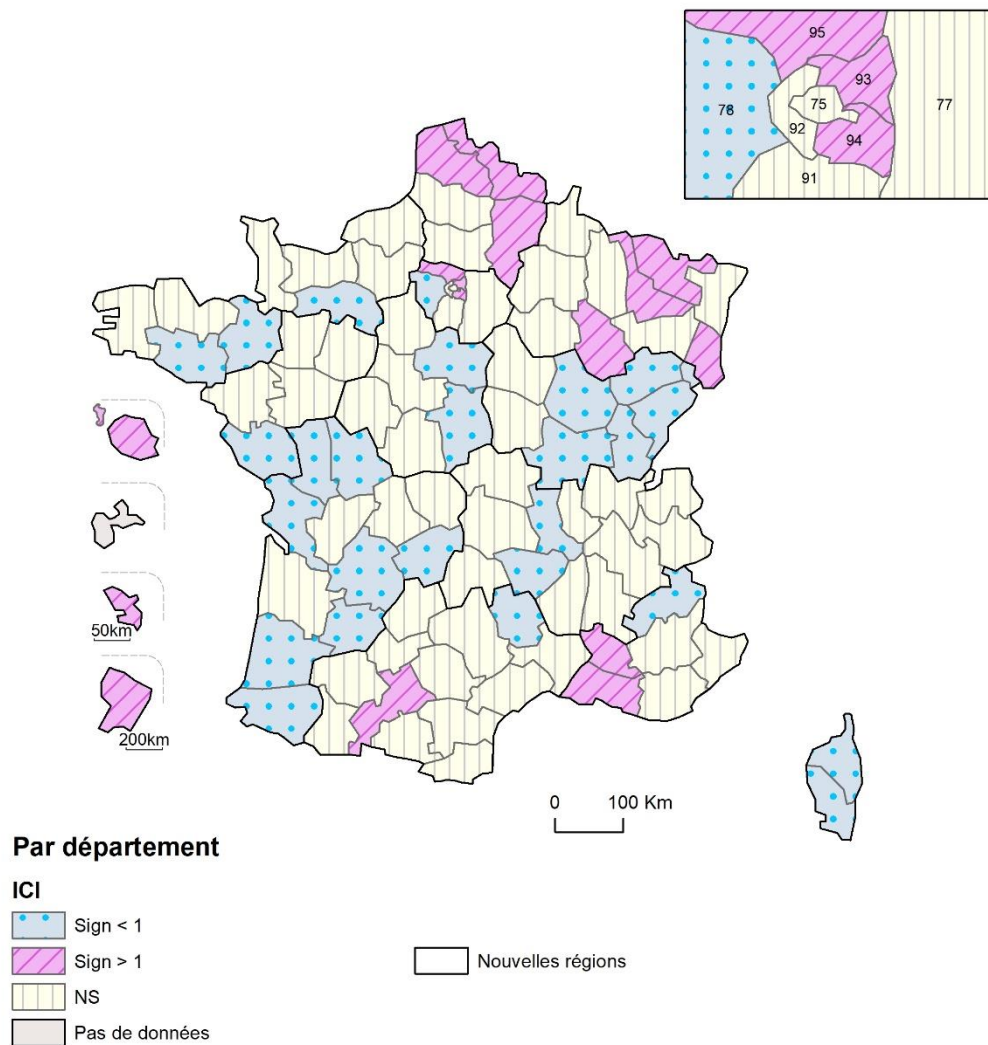 95
93
78
75
77
92
94
91
50km
200km
0 100 Km
Par département
ICI
Sign < 1
Sign > 1
Nouvelles régions
NS
Pas de données